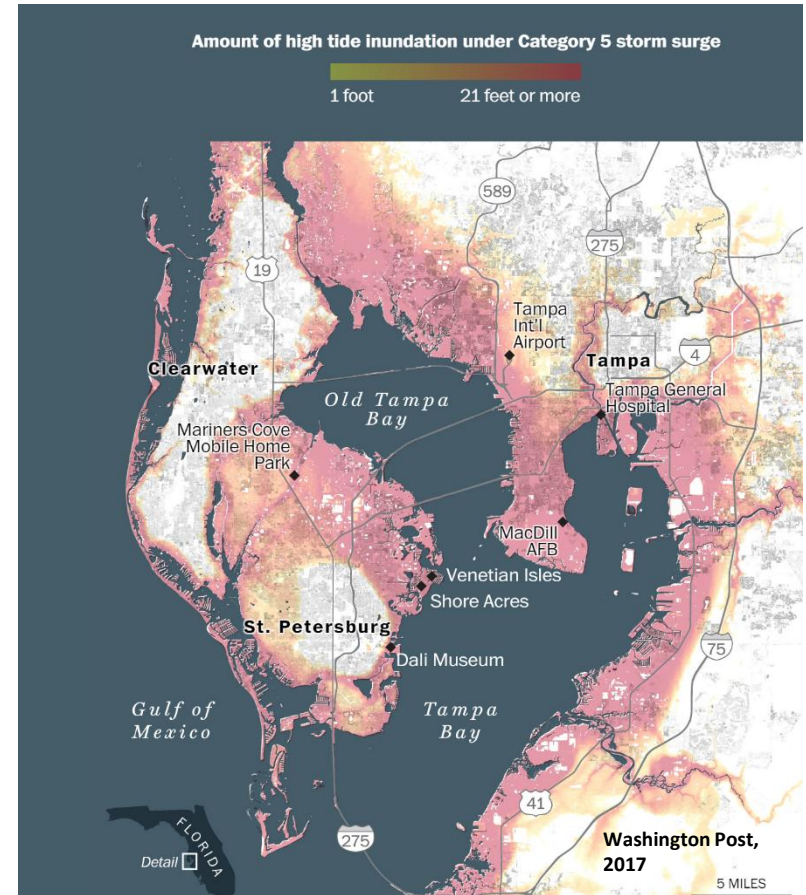 Amount of high tide inundation under Category 5 storm surge
1 foot
21 feet or more
589
275
19
Tampa
Int'l
Airport
Tampa
4
Clearwater
Old Tampa
Bay
Tampa General
Hospital
Mariners Cove
Mobile Home
Park
MacDill
AFB
Venetian Isles
Shore Acres
St. Petersburg
75
Dali Museum
Gulf of
Mexico
Tampa
Bay
41
275
FLORIDA
Detail
Washington Post,
2017
5 MILES